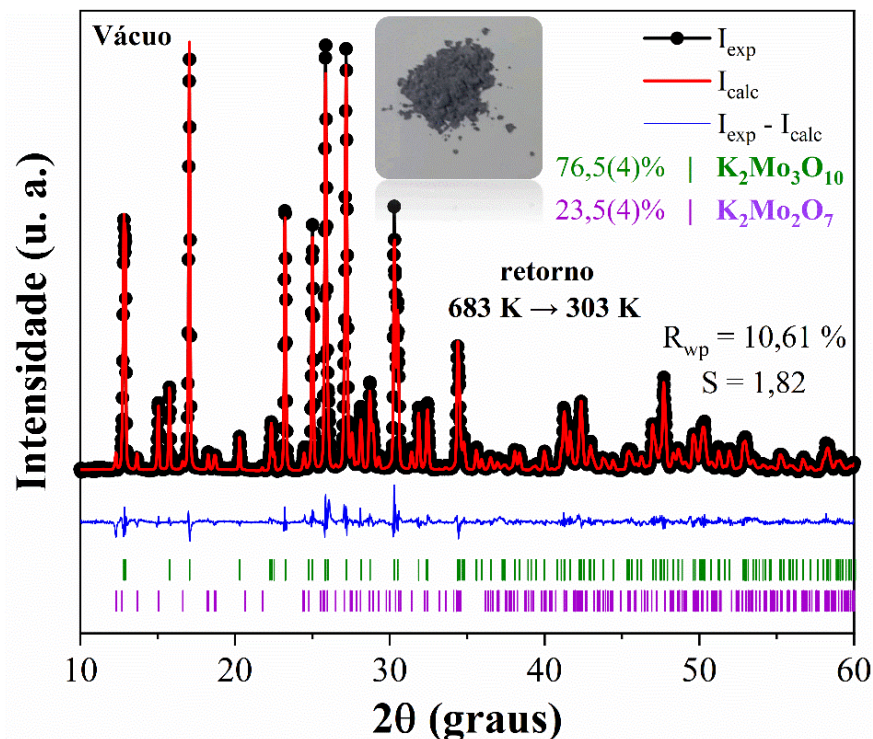 Vácuo
I_exp
I_calc
I_exp - I_calc
76,5(4)% | K₂Mo₃O₁₀
23,5(4)% | K₂Mo₂O₇
retorno
683 K → 303 K
R_wp = 10,61 %
S = 1,82
Intensidade (u. a.)
10 20 30 40 50 60
2θ (graus)